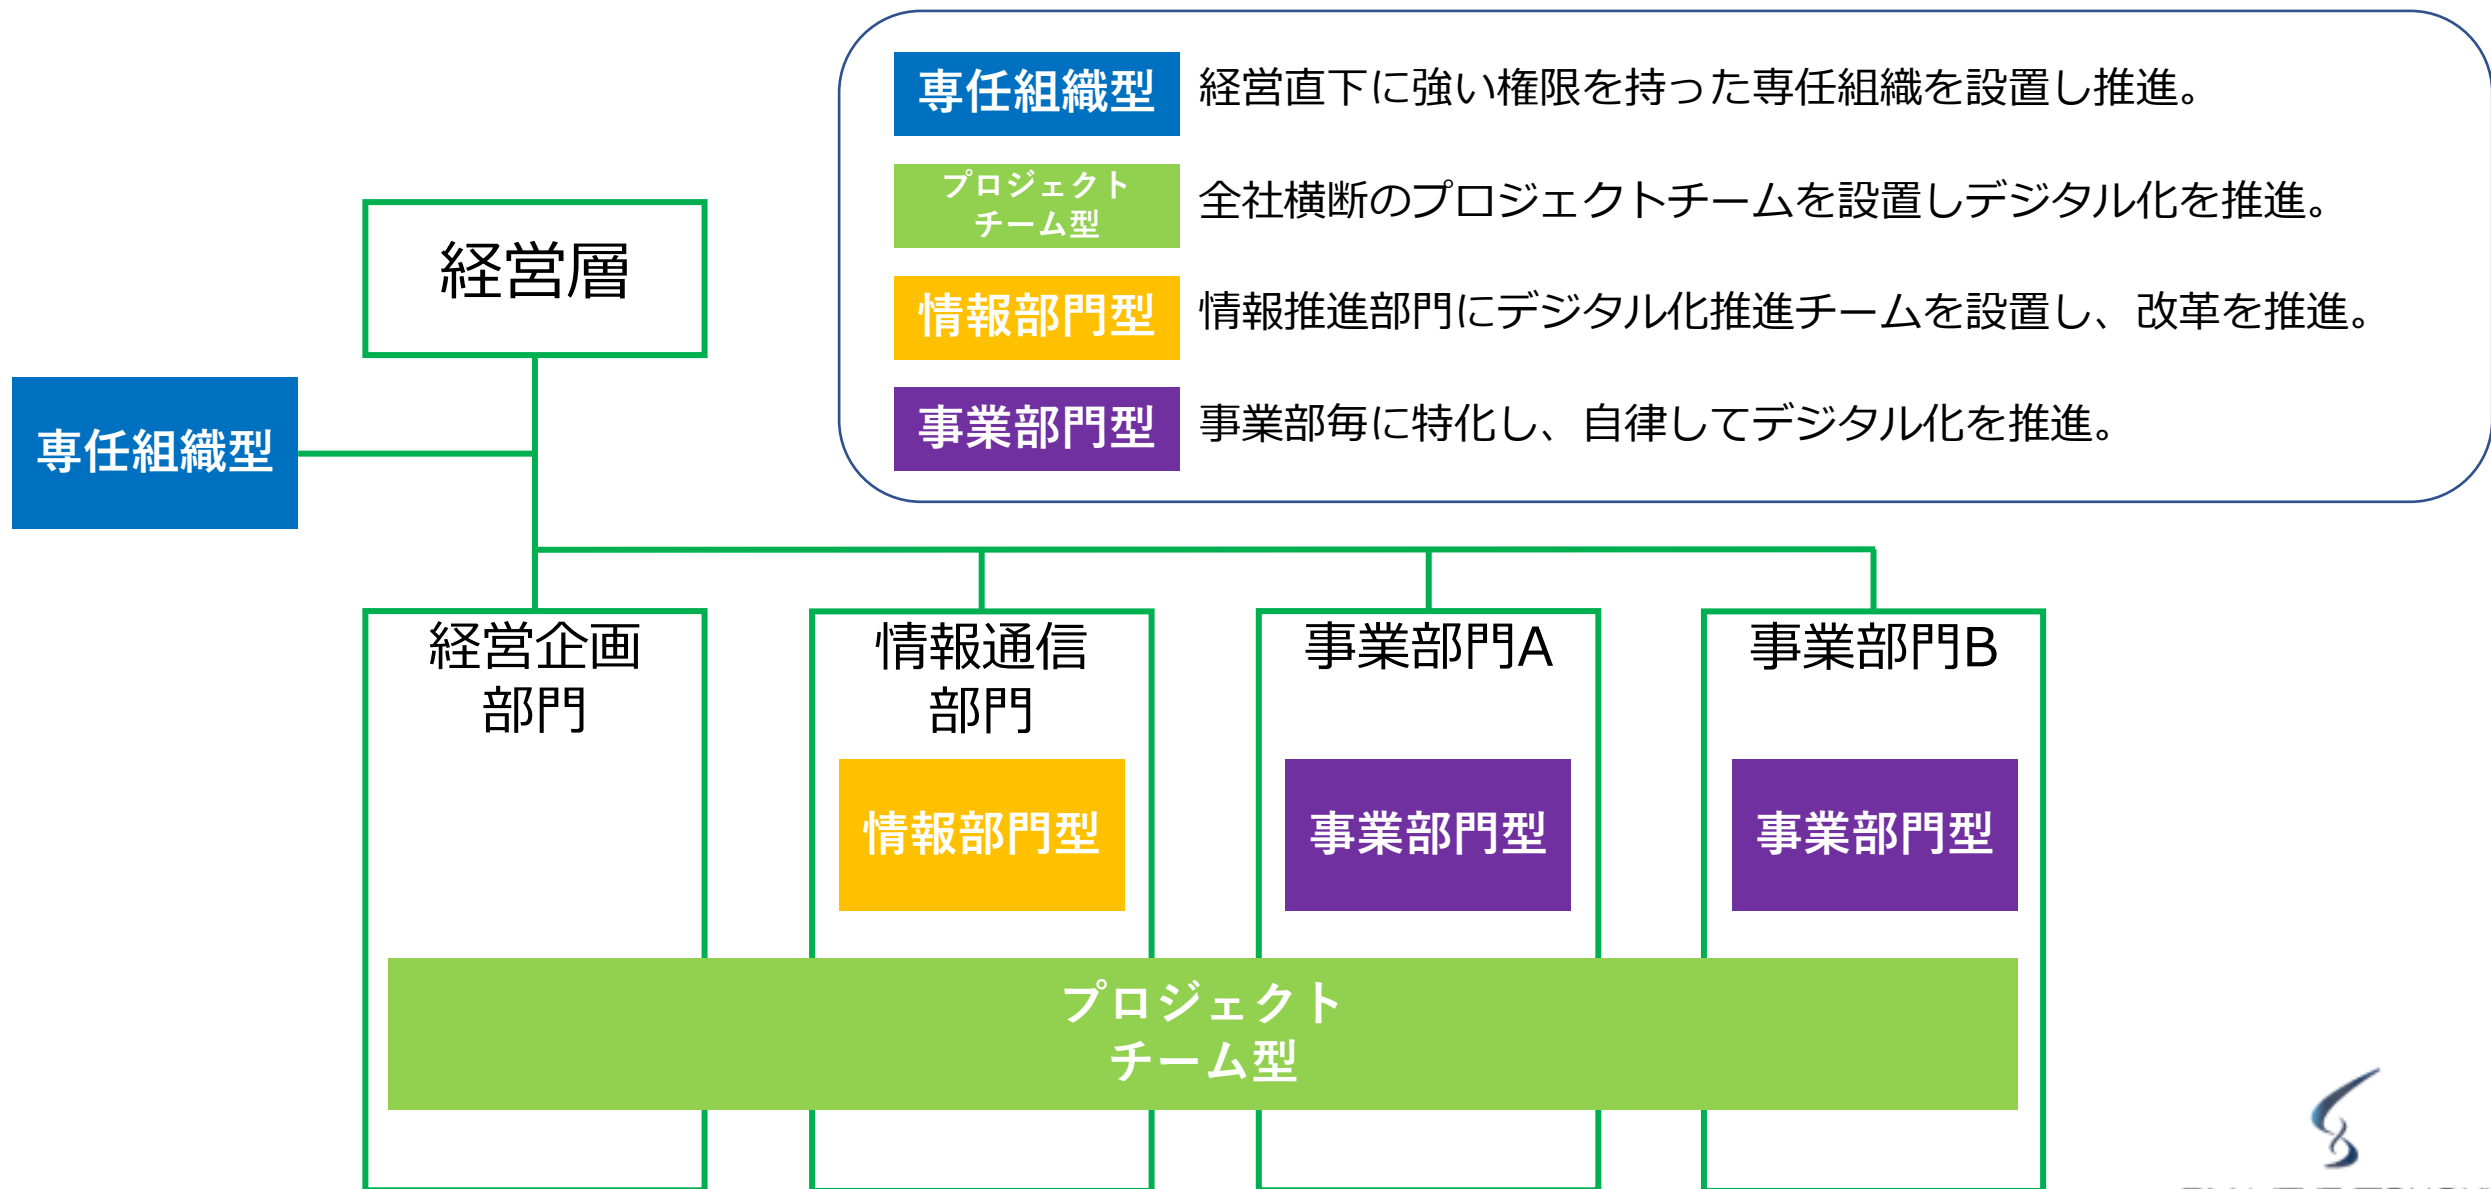 専任組織型 経営直下に強い権限を持った専任組織を設置し推進。
プロジェクト
チーム型
全社横断のプロジェクトチームを設置しデジタル化を推進。
情報部門型 情報推進部門にデジタル化推進チームを設置し、改革を推進。
事業部門型 事業部毎に特化し、自律してデジタル化を推進。
経営層
専任組織型
経営企画
部門
情報通信
部門
事業部門A
事業部門B
情報部門型
事業部門型
事業部門型
プロジェクト
チーム型